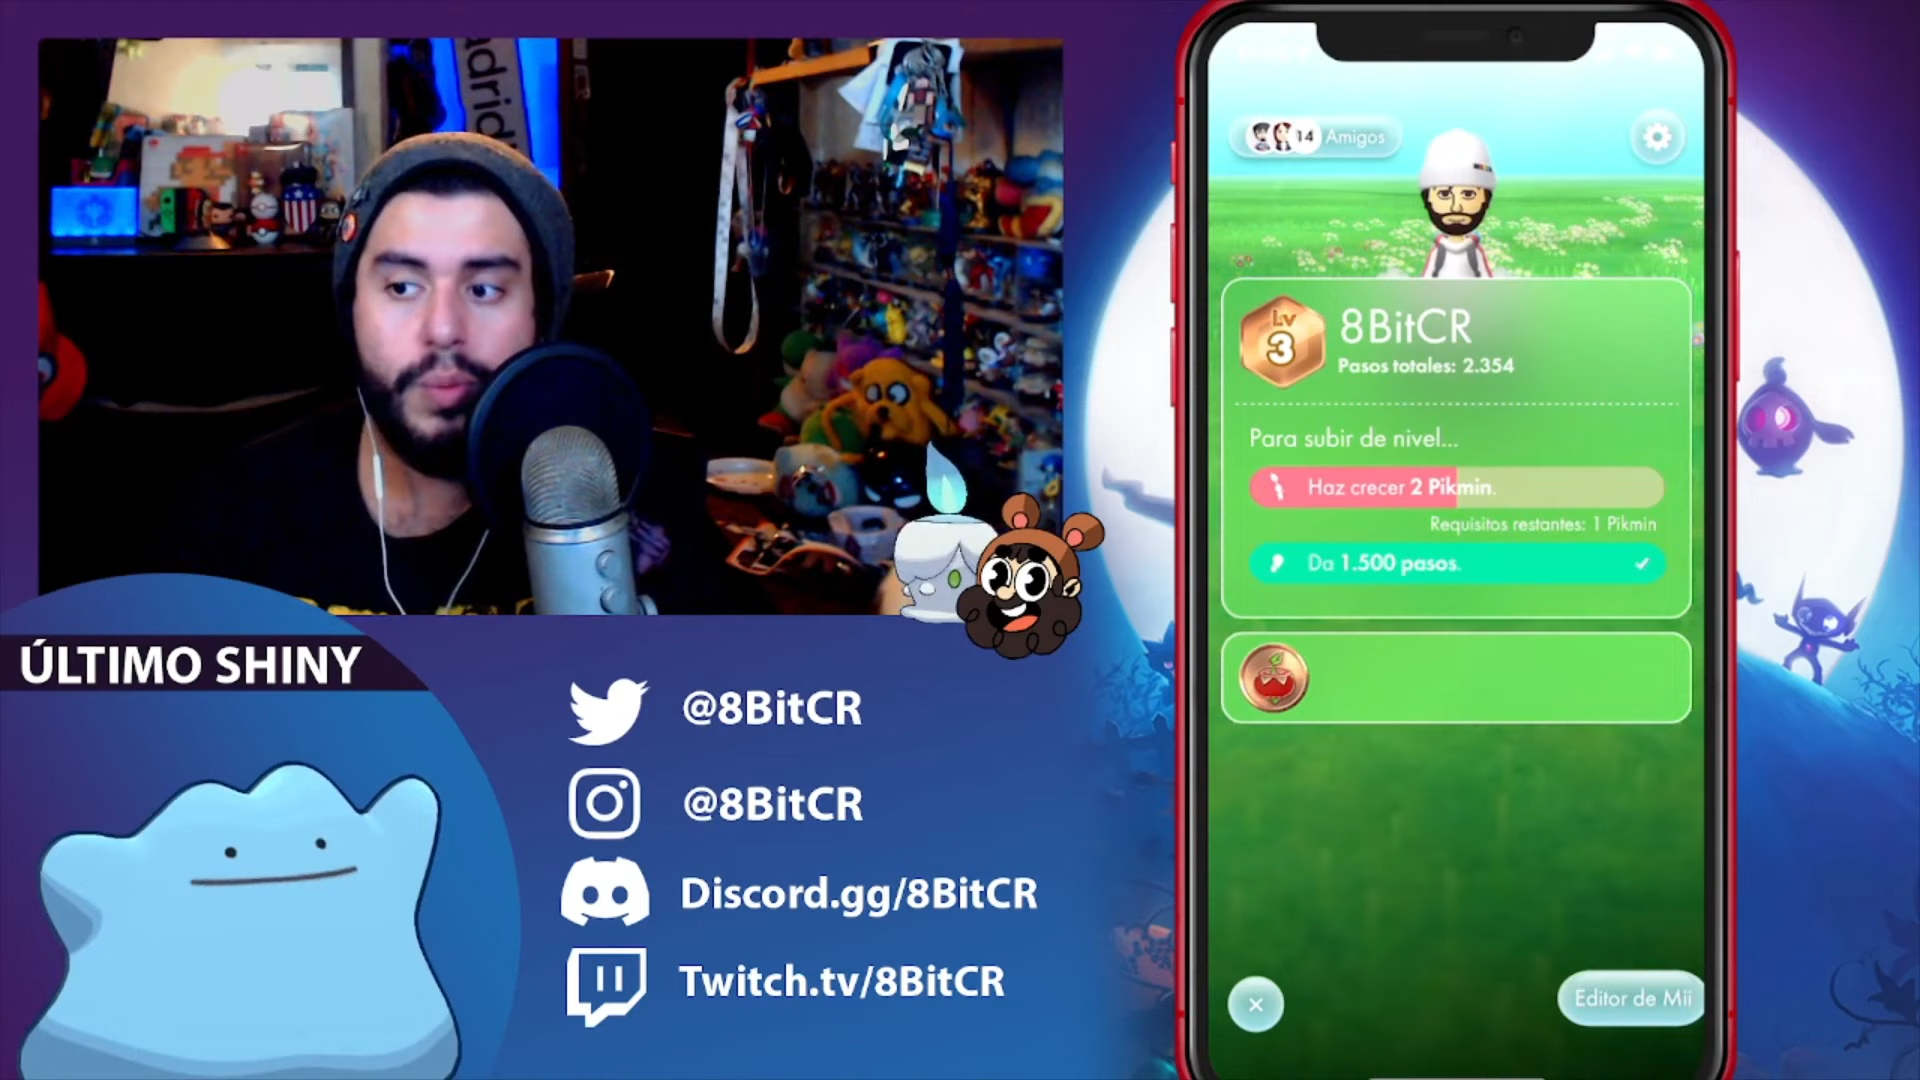 adrid
ÚLTIMO SHINY
@8BitCR
@8BitCR
Discord.gg/8BitCR
Twitch.tv/8BitCR
14 Amigos
Lv
3
8BitCR
Pasos totales: 2.354
Para subir de nivel...
Haz crecer 2 Pikmin.
Requisitos restantes: 1 Pikmin
Da 1.500 pasos.
×
Editor de Mii